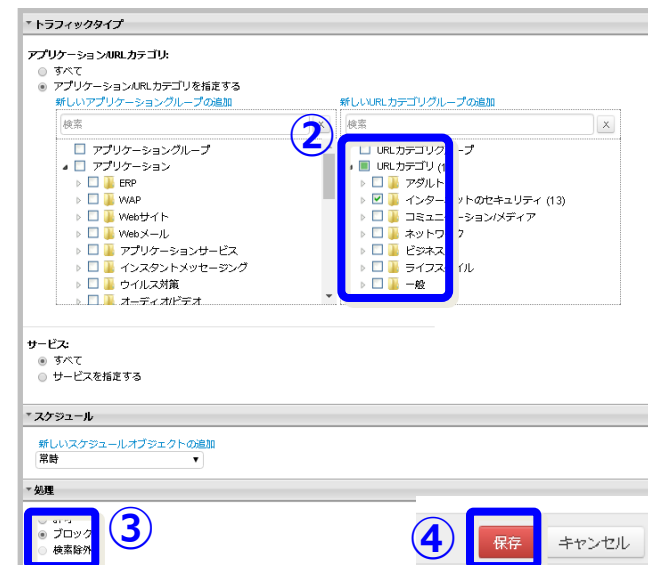 トラフィックタイプ
アプリケーション/URLカテゴリ:
すべて
アプリケーション/URLカテゴリを指定する
新しいアプリケーショングループの追加
検索 X
アプリケーショングループ
アプリケーション
ERP
WAP
Webサイト
Webメール
アプリケーションサービス
インスタントメッセージング
ウイルス対策
オーディオ/ビデオ
②
新しいURLカテゴリグループの追加
検索 X
URLカテゴリグループ
URLカテゴリ
アダルト
インターネットのセキュリティ (13)
コミュニケーション/メディア
ネットワーク
ビジネス
ライフスタイル
一般
サービス:
すべて
サービスを指定する
スケジュール
新しいスケジュールオブジェクトの追加
常時
処理
ブロック
検索除外
③
④
保存 キャンセル